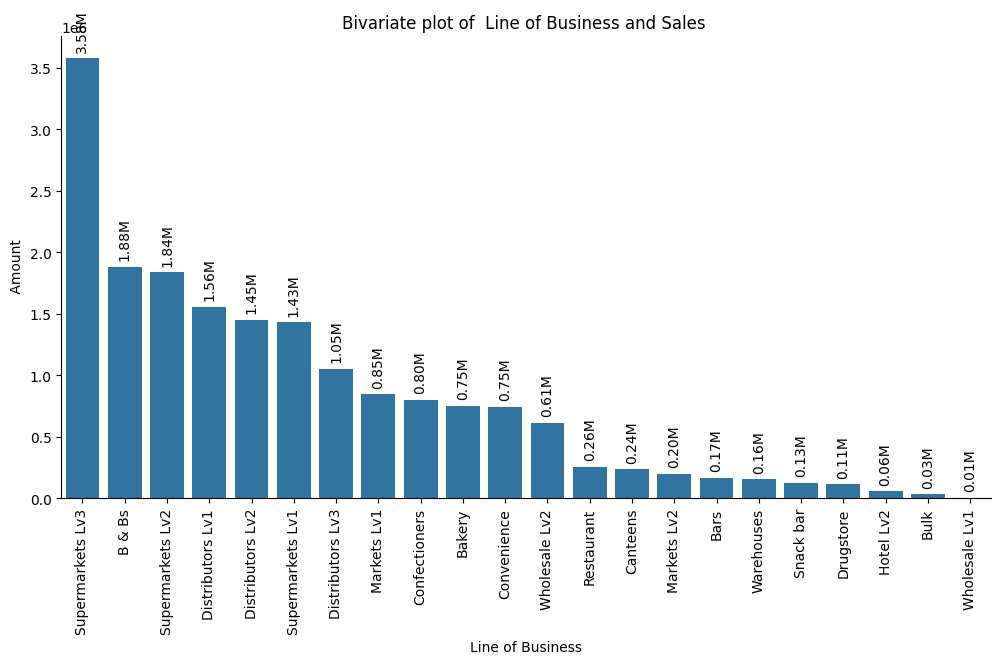 Bivariate plot of  Line of Business and Sales
1e6
3.58M
1.88M
1.84M
1.56M
1.45M
1.43M
1.05M
0.85M
0.80M
0.75M
0.75M
0.61M
0.26M
0.24M
0.20M
0.17M
0.16M
0.13M
0.11M
0.06M
0.03M
0.01M
3.5
3.0
2.5
2.0
1.5
1.0
0.5
0.0
Amount
Supermarkets Lv3
B & Bs
Supermarkets Lv2
Distributors Lv1
Distributors Lv2
Supermarkets Lv1
Distributors Lv3
Markets Lv1
Confectioners
Bakery
Convenience
Wholesale Lv2
Restaurant
Canteens
Markets Lv2
Bars
Warehouses
Snack bar
Drugstore
Hotel Lv2
Bulk
Wholesale Lv1
Line of Business